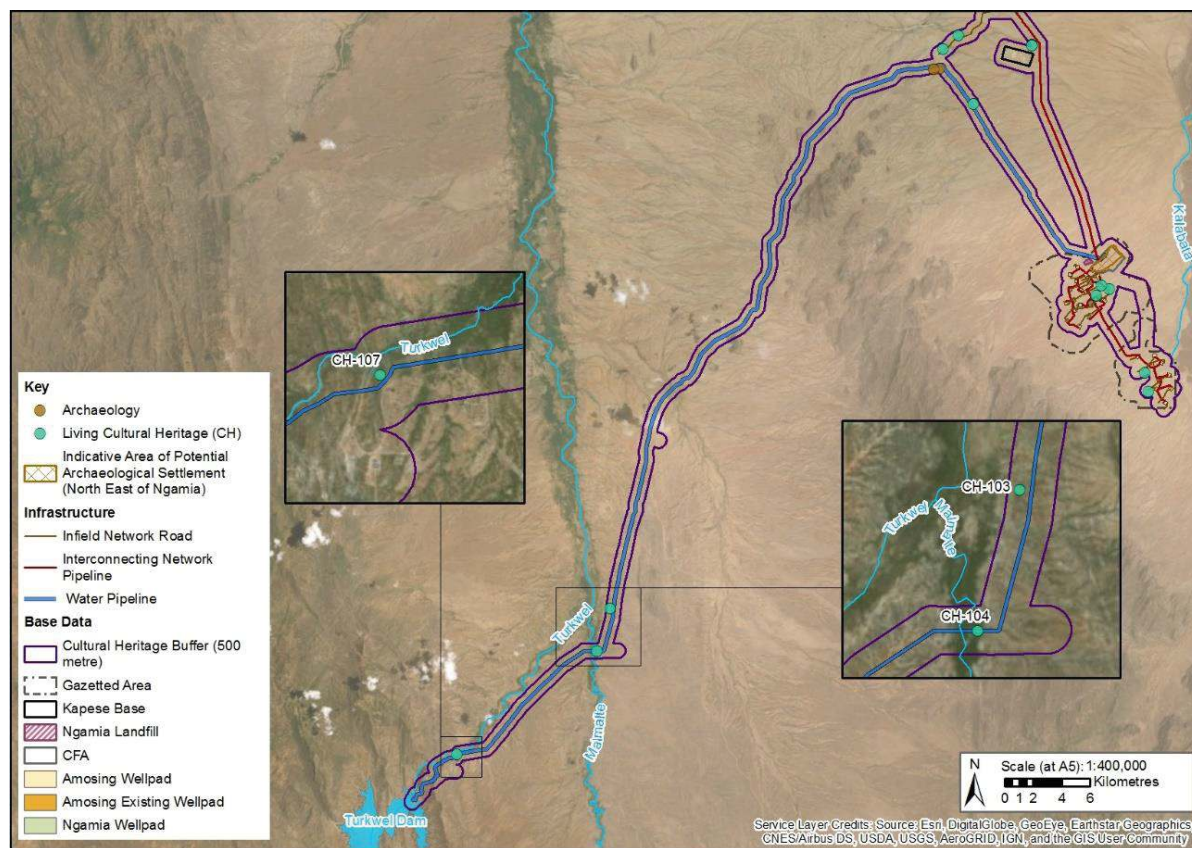 Kalabata
Turkwel
CH-107
Key
Archaeology
Living Cultural Heritage (CH)
Indicative Area of Potential
Archaeological Settlement
(North East of Ngamia)
Infrastructure
Infield Network Road
Interconnecting Network
Pipeline
Water Pipeline
Base Data
Cultural Heritage Buffer (500
metre)
Gazetted Area
Kapese Base
Ngamia Landfill
CFA
Amosing Wellpad
Amosing Existing Wellpad
Ngamia Wellpad
CH-103
Turkwel
Malmalte
CH-104
Turkwel
Malmalte
Turkwel Dam
N
Scale (at A5): 1:400,000
Kilometres
0 1 2 4 6
Service Layer Credits: Source: Esri, DigitalGlobe, GeoEye, Earthstar Geographics,
CNES/Airbus DS, USDA, USGS, AeroGRID, IGN, and the GIS User Community